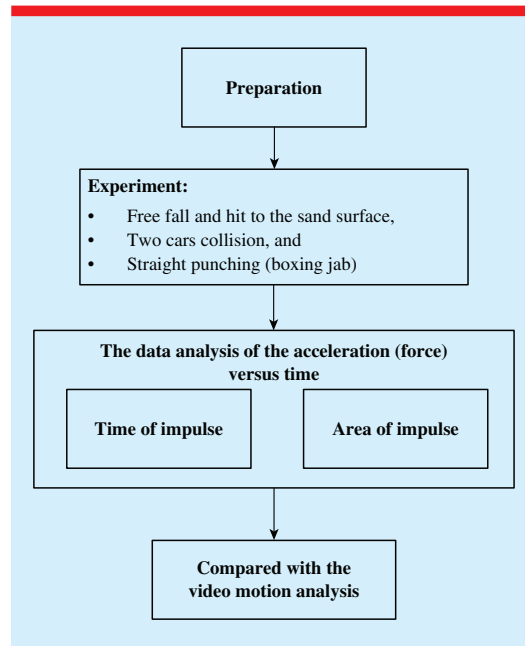 Preparation
Experiment:
• Free fall and hit to the sand surface,
• Two cars collision, and
• Straight punching (boxing jab)
The data analysis of the acceleration (force)
versus time
Time of impulse
Area of impulse
Compared with the
video motion analysis